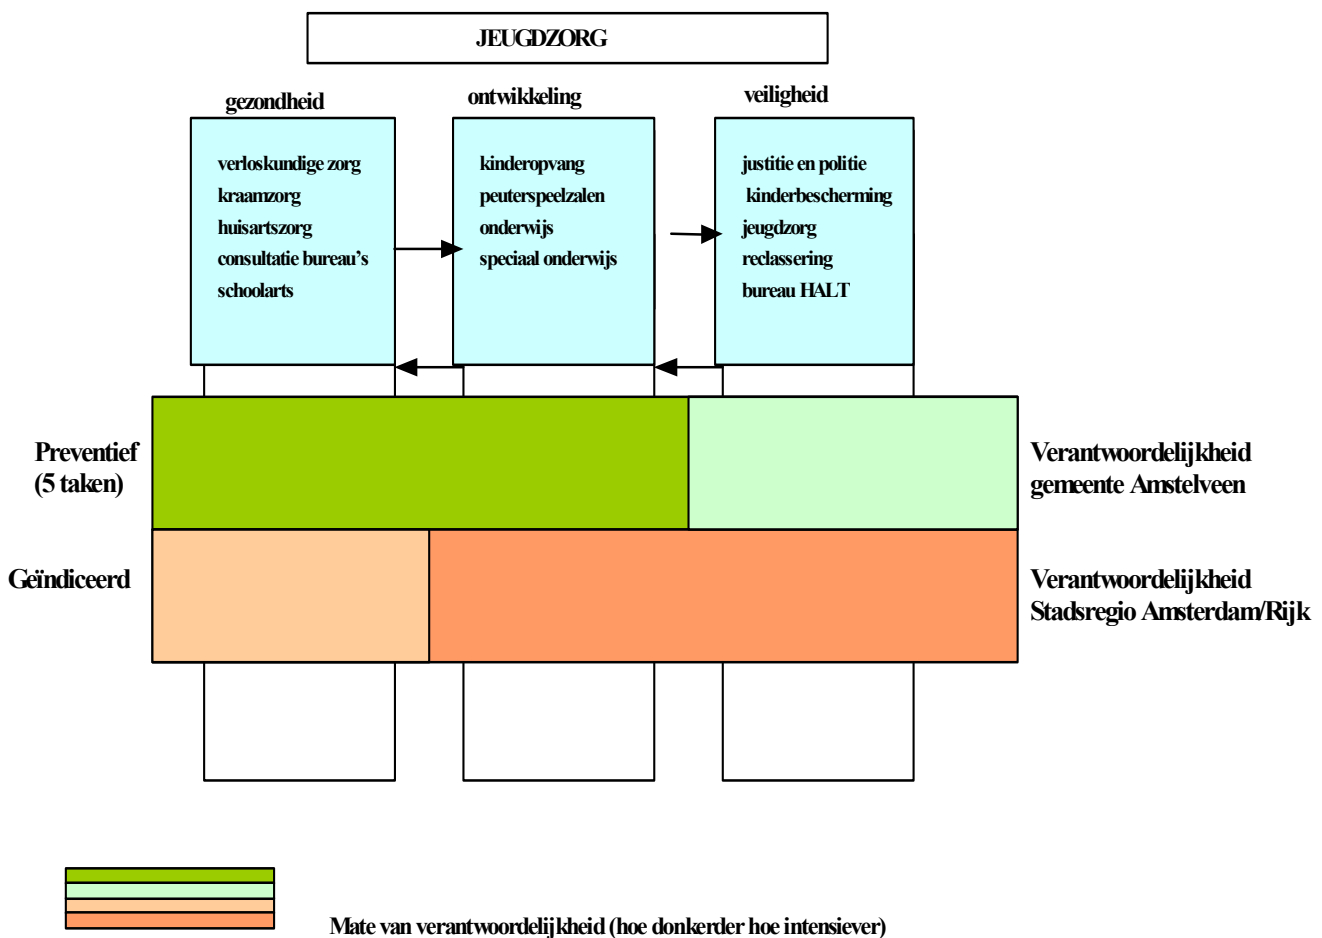 JEUGDZORG
gezondheid
verloskundige zorg
kraamzorg
huisartszorg
consultatie bureau's
schoolarts
ontwikkeling
kinderopvang
peuterspeelzalen
onderwijs
speciaal onderwijs
veiligheid
justitie en politie
kinderbescherming
jeugdzorg
reclassering
bureau HALT
Preventief
(5 taken)
Verantwoordelijkheid
gemeente Amstelveen
Geïndiceerd
Verantwoordelijkheid
Stadsregio Amsterdam/Rijk
Mate van verantwoordelijkheid (hoe donkerder hoe intensiever)